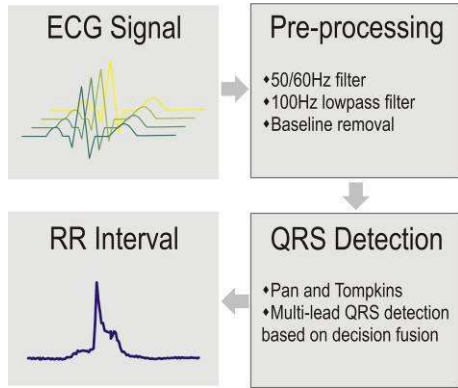 ECG Signal
Pre-processing
♦50/60Hz filter
♦100Hz lowpass filter
♦Baseline removal
RR Interval
QRS Detection
♦Pan and Tompkins
♦Multi-lead QRS detection
based on decision fusion